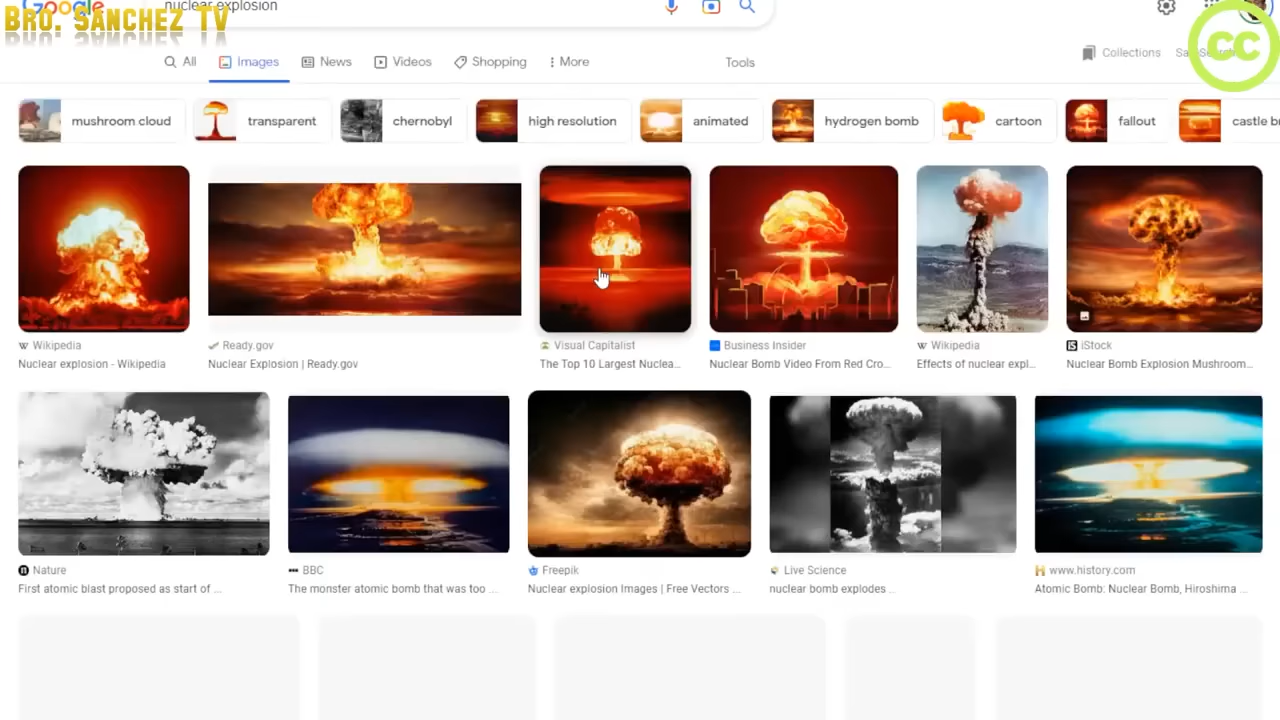 Google
nuclear explosion
BRO. SANCHEZ TV
CC
All
Images
News
Videos
Shopping
More
Tools
Collections
mushroom cloud
transparent
chernobyl
high resolution
animated
hydrogen bomb
cartoon
fallout
Wikipedia
Nuclear explosion - Wikipedia
Ready.gov
Nuclear Explosion | Ready.gov
Visual Capitalist
The Top 10 Largest Nuclea...
Business Insider
Nuclear Bomb Video From Red Cro...
Wikipedia
Effects of nuclear expl...
iStock
Nuclear Bomb Explosion Mushroom...
Nature
First atomic blast proposed as start of ...
BBC
The monster atomic bomb that was too ...
Freepik
Nuclear explosion Images | Free Vectors ...
Live Science
nuclear bomb explodes ...
www.history.com
Atomic Bomb: Nuclear Bomb, Hiroshima ...